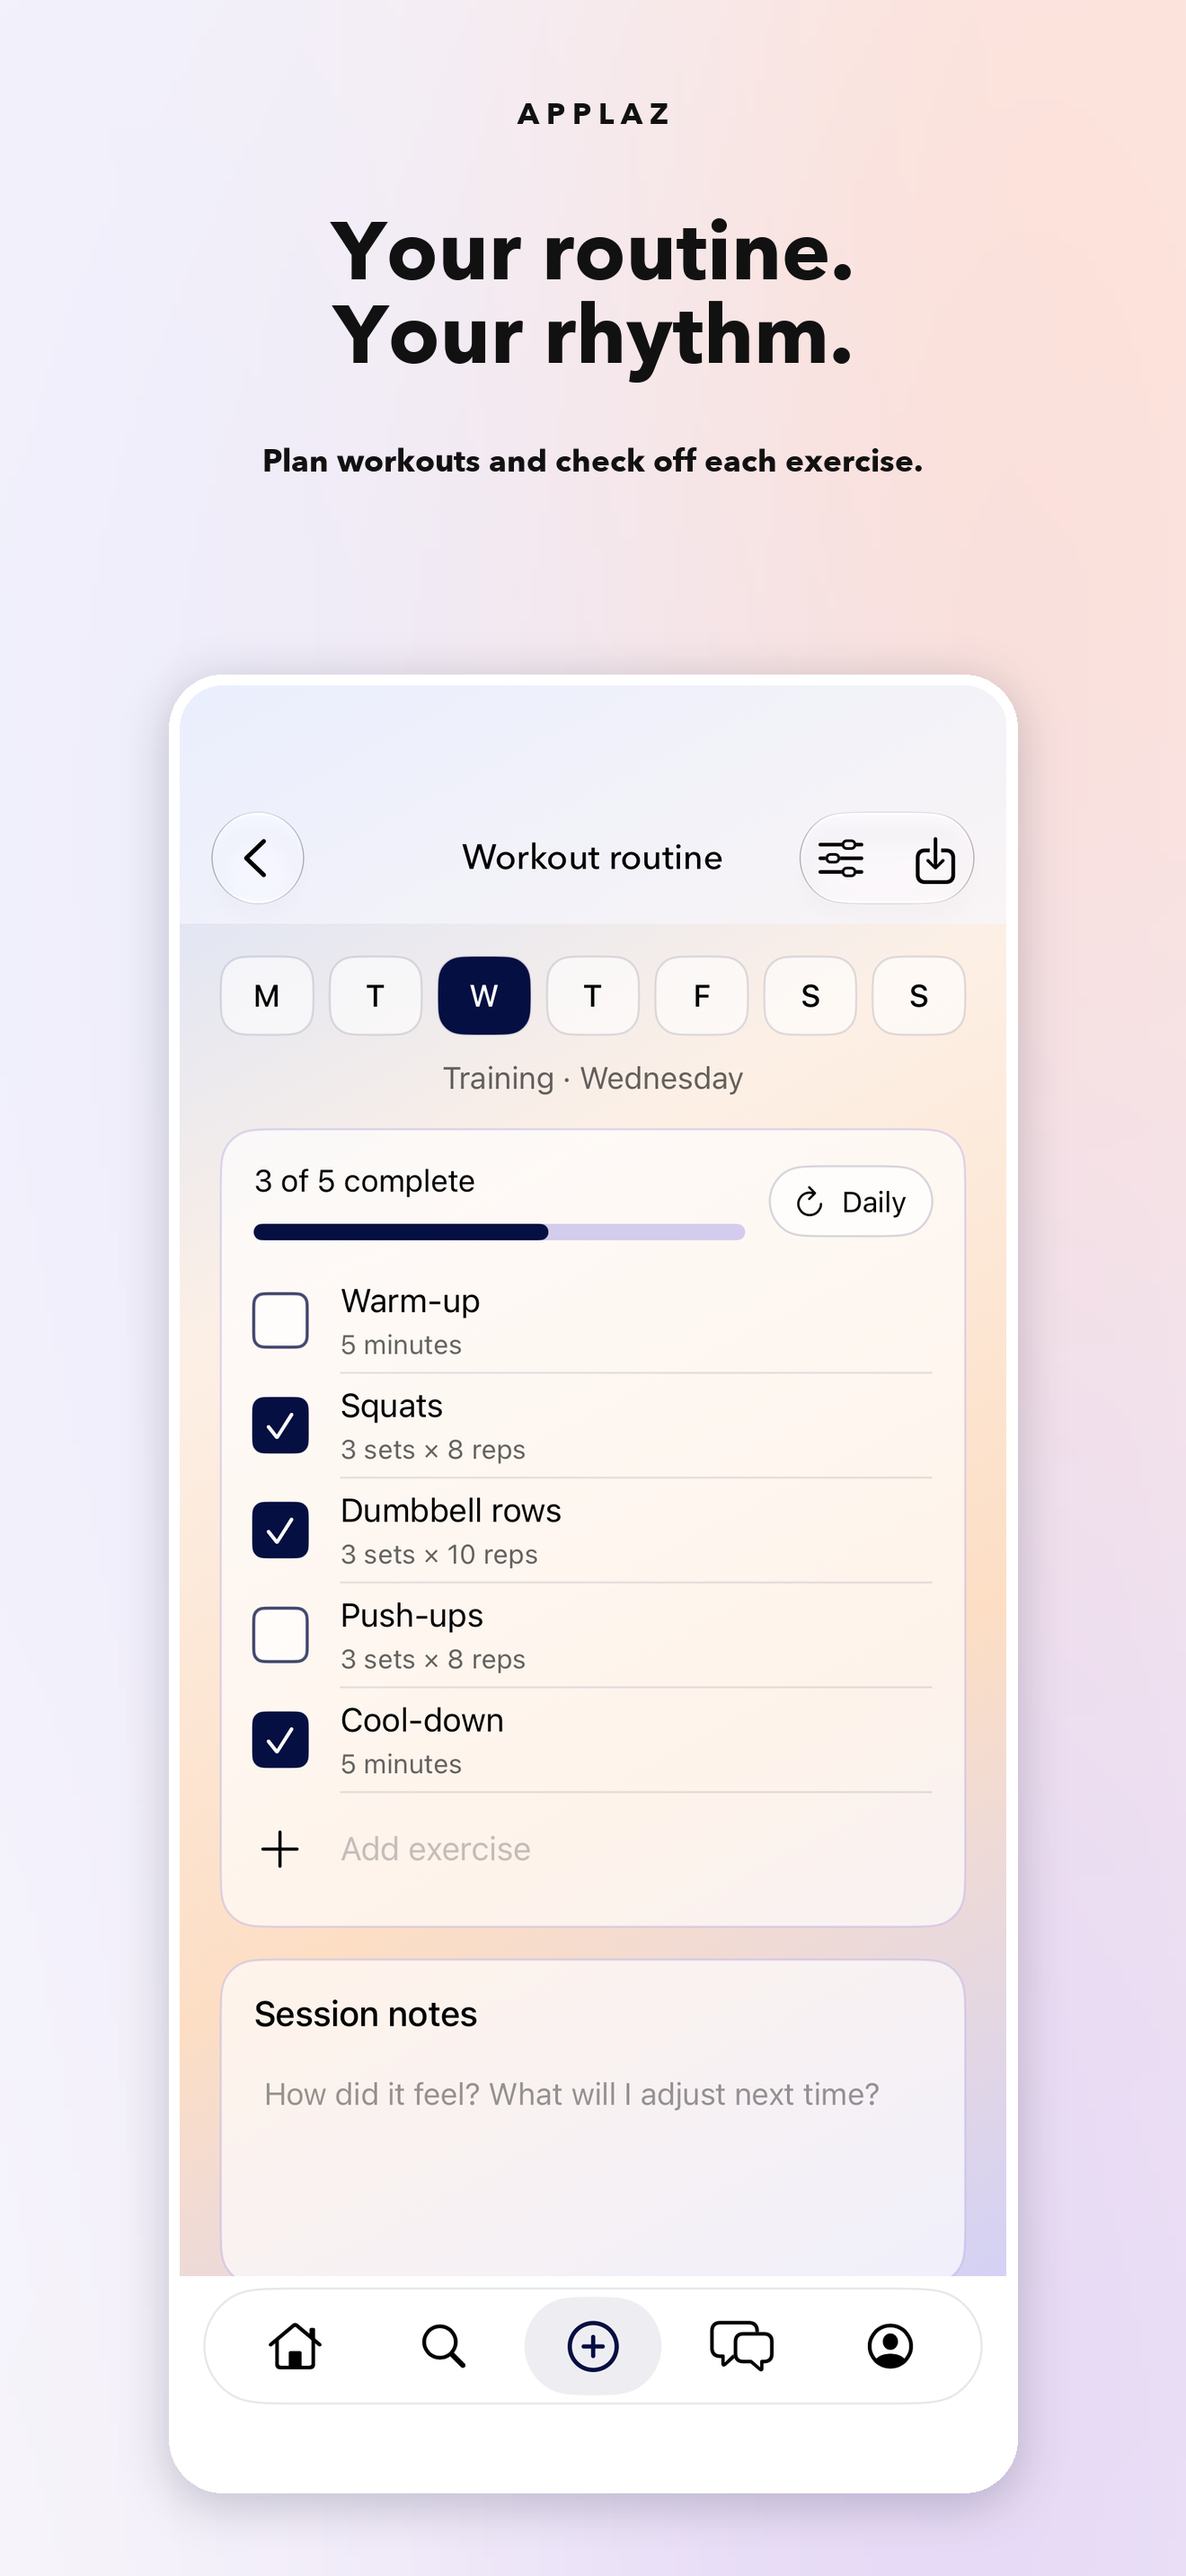 APPLAZ
Your routine.
Your rhythm.
Plan workouts and check off each exercise.
Workout routine
M T W T F S S
Training · Wednesday
3 of 5 complete
Daily
Warm-up
5 minutes
Squats
3 sets × 8 reps
Dumbbell rows
3 sets × 10 reps
Push-ups
3 sets × 8 reps
Cool-down
5 minutes
Add exercise
Session notes
How did it feel? What will I adjust next time?